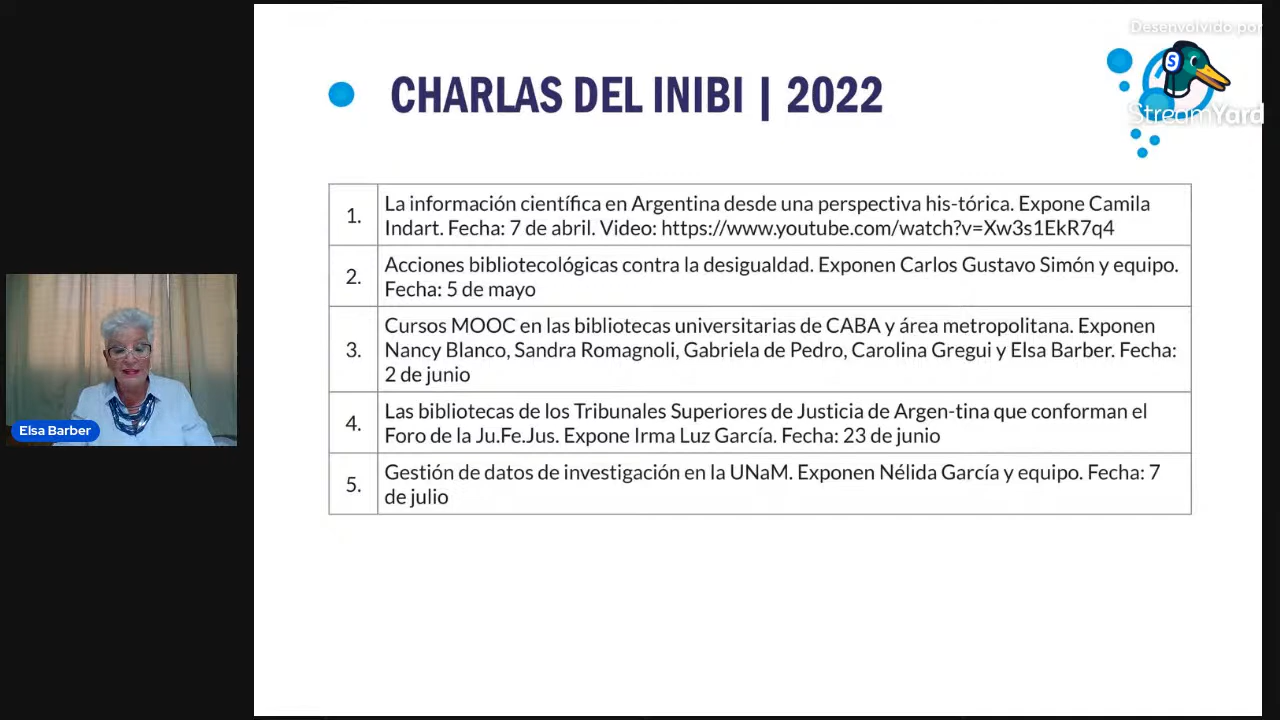 Desenvolvido por
StreamYard
CHARLAS DEL INIBI | 2022
1.
La información científica en Argentina desde una perspectiva his-tórica. Expone Camila
Indart. Fecha: 7 de abril. Video: https://www.youtube.com/watch?v=Xw3s1EkR7q4
2.
Acciones bibliotecológicas contra la desigualdad. Exponen Carlos Gustavo Simón y equipo.
Fecha: 5 de mayo
3.
Cursos MOOC en las bibliotecas universitarias de CABA y área metropolitana. Exponen
Nancy Blanco, Sandra Romagnoli, Gabriela de Pedro, Carolina Gregui y Elsa Barber. Fecha:
2 de junio
4.
Las bibliotecas de los Tribunales Superiores de Justicia de Argen-tina que conforman el
Foro de la Ju.Fe.Jus. Expone Irma Luz García. Fecha: 23 de junio
5.
Gestión de datos de investigación en la UNaM. Exponen Nélida García y equipo. Fecha: 7
de julio
Elsa Barber
S